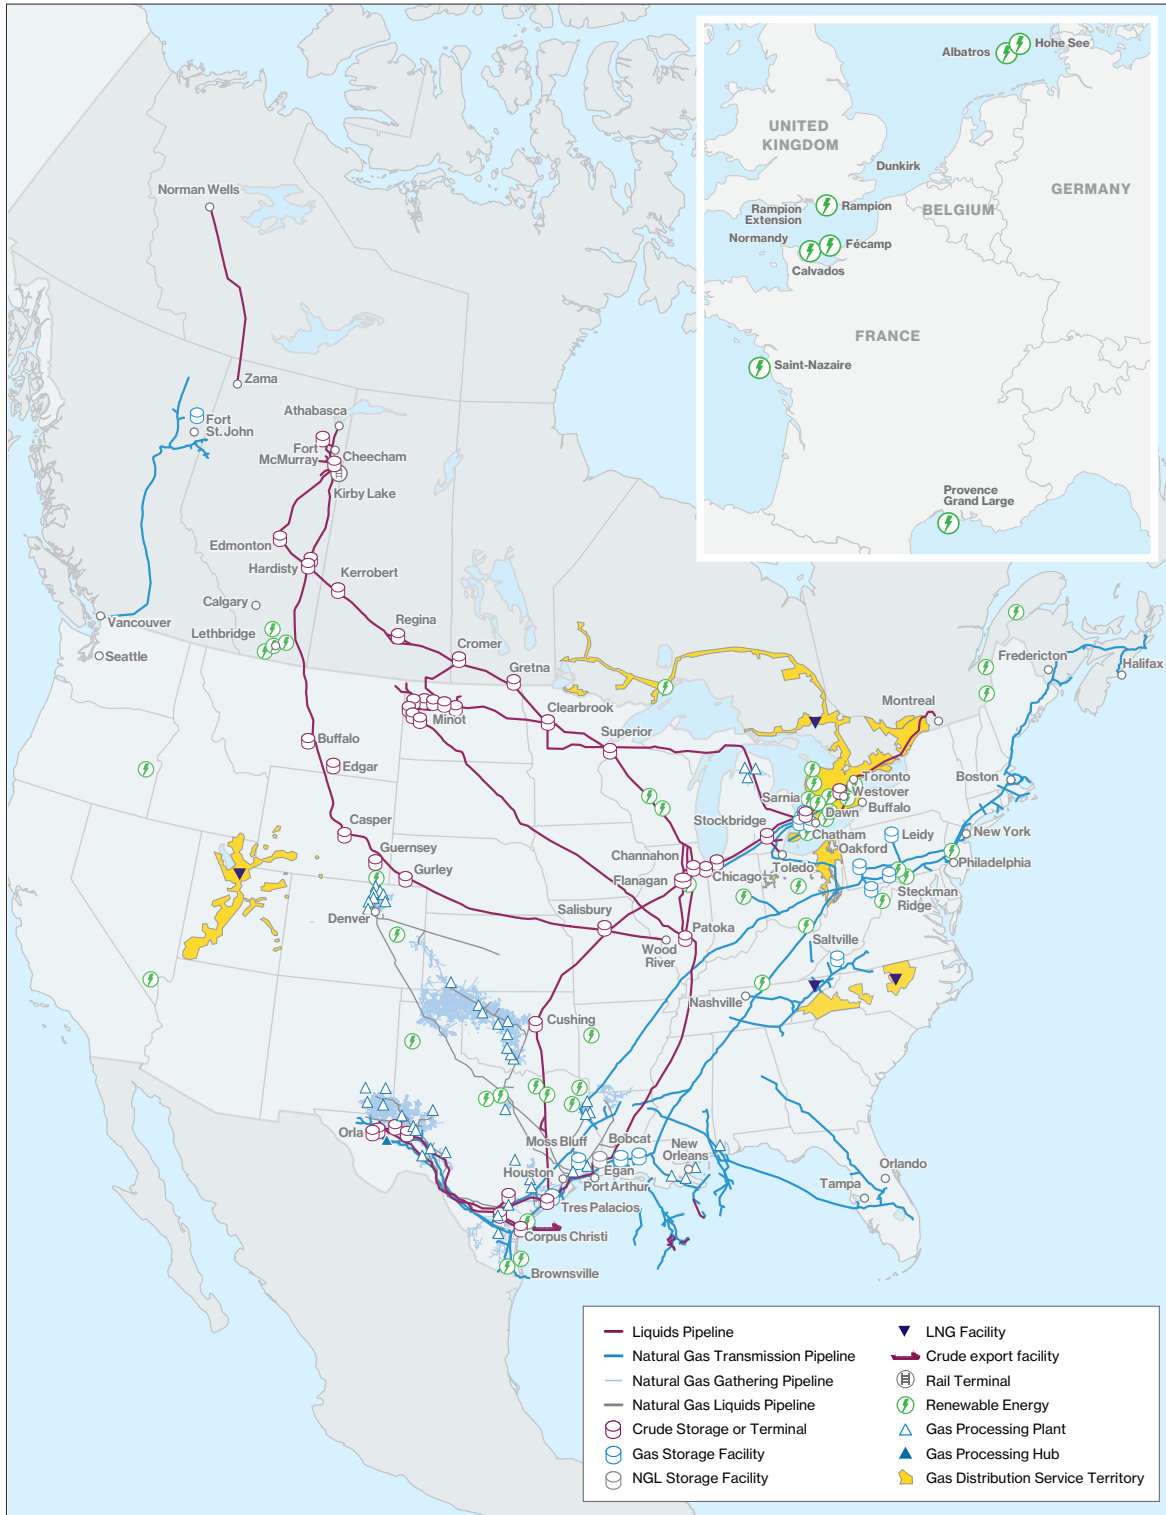 Albatros
Hohe See
UNITED
KINGDOM
Dunkirk
GERMANY
BELGIUM
Rampion
Extension
Rampion
Normandy
Fécamp
Calvados
FRANCE
Saint-Nazaire
Provence
Grand Large
Norman Wells
Zama
Fort
St. John
Athabasca
Fort
McMurray
Cheecham
Kirby Lake
Edmonton
Hardisty
Kerrobert
Calgary
Vancouver
Lethbridge
Regina
Seattle
Cromer
Gretna
Fredericton
Halifax
Minot
Clearbrook
Montreal
Superior
Buffalo
Edgar
Toronto
Westover
Boston
Sarnia
Buffalo
Dawn
Casper
Stockbridge
Chatham
Leidy
New York
Guernsey
Channahon
Oakford
Philadelphia
Gurley
Flanagan
Chicago
Toledo
Steckman
Ridge
Denver
Salisbury
Patoka
Wood
River
Saltville
Nashville
Cushing
Orla
Moss Bluff
Bobcat
New
Orleans
Houston
Egan
Port Arthur
Orlando
Tampa
Tres Palacios
Corpus Christi
Brownsville
Liquids Pipeline
Natural Gas Transmission Pipeline
Natural Gas Gathering Pipeline
Natural Gas Liquids Pipeline
Crude Storage or Terminal
Gas Storage Facility
NGL Storage Facility
LNG Facility
Crude export facility
Rail Terminal
Renewable Energy
Gas Processing Plant
Gas Processing Hub
Gas Distribution Service Territory